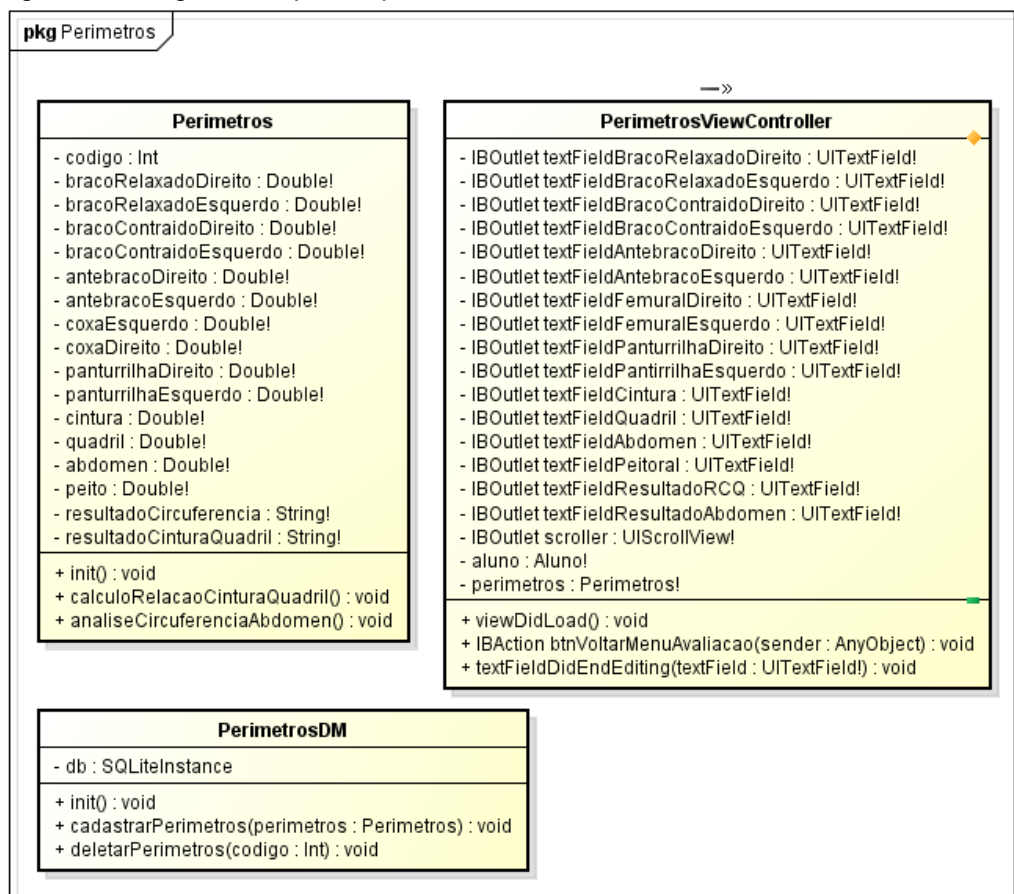 pkg Perimetros
Perimetros
- codigo : Int
- bracoRelaxadoDireito : Double!
- bracoRelaxadoEsquerdo : Double!
- bracoContraidoDireito : Double!
- bracoContraidoEsquerdo : Double!
- antebracoDireito : Double!
- antebracoEsquerdo : Double!
- coxaEsquerdo : Double!
- coxaDireito : Double!
- panturrilhaDireito : Double!
- panturrilhaEsquerdo : Double!
- cintura : Double!
- quadril : Double!
- abdomen : Double!
- peito : Double!
- resultadoCircuferencia : String!
- resultadoCinturaQuadril : String!
+ init() : void
+ calculoRelacaoCinturaQuadril() : void
+ analiseCircuferenciaAbdomen() : void
PerimetrosViewController
- IBOutlet textFieldBracoRelaxadoDireito : UITextField!
- IBOutlet textFieldBracoRelaxadoEsquerdo : UITextField!
- IBOutlet textFieldBracoContraidoDireito : UITextField!
- IBOutlet textFieldBracoContraidoEsquerdo : UITextField!
- IBOutlet textFieldAntebracoDireito : UITextField!
- IBOutlet textFieldAntebracoEsquerdo : UITextField!
- IBOutlet textFieldFemuralDireito : UITextField!
- IBOutlet textFieldFemuralEsquerdo : UITextField!
- IBOutlet textFieldPanturrilhaDireito : UITextField!
- IBOutlet textFieldPantirrilhaEsquerdo : UITextField!
- IBOutlet textFieldCintura : UITextField!
- IBOutlet textFieldQuadril : UITextField!
- IBOutlet textFieldAbdomen : UITextField!
- IBOutlet textFieldPeitoral : UITextField!
- IBOutlet textFieldResultadoRCQ : UITextField!
- IBOutlet textFieldResultadoAbdomen : UITextField!
- IBOutlet scroller : UIScrollView!
- aluno : Aluno!
- perimetros : Perimetros!
+ viewDidLoad() : void
+ IBAction btnVoltarMenuAvaliacao(sender : AnyObject) : void
+ textFieldDidEndEditing(textField : UITextField!) : void
PerimetrosDM
- db : SQLiteInstance
+ init() : void
+ cadastrarPerimetros(perimetros : Perimetros) : void
+ deletarPerimetros(codigo : Int) : void